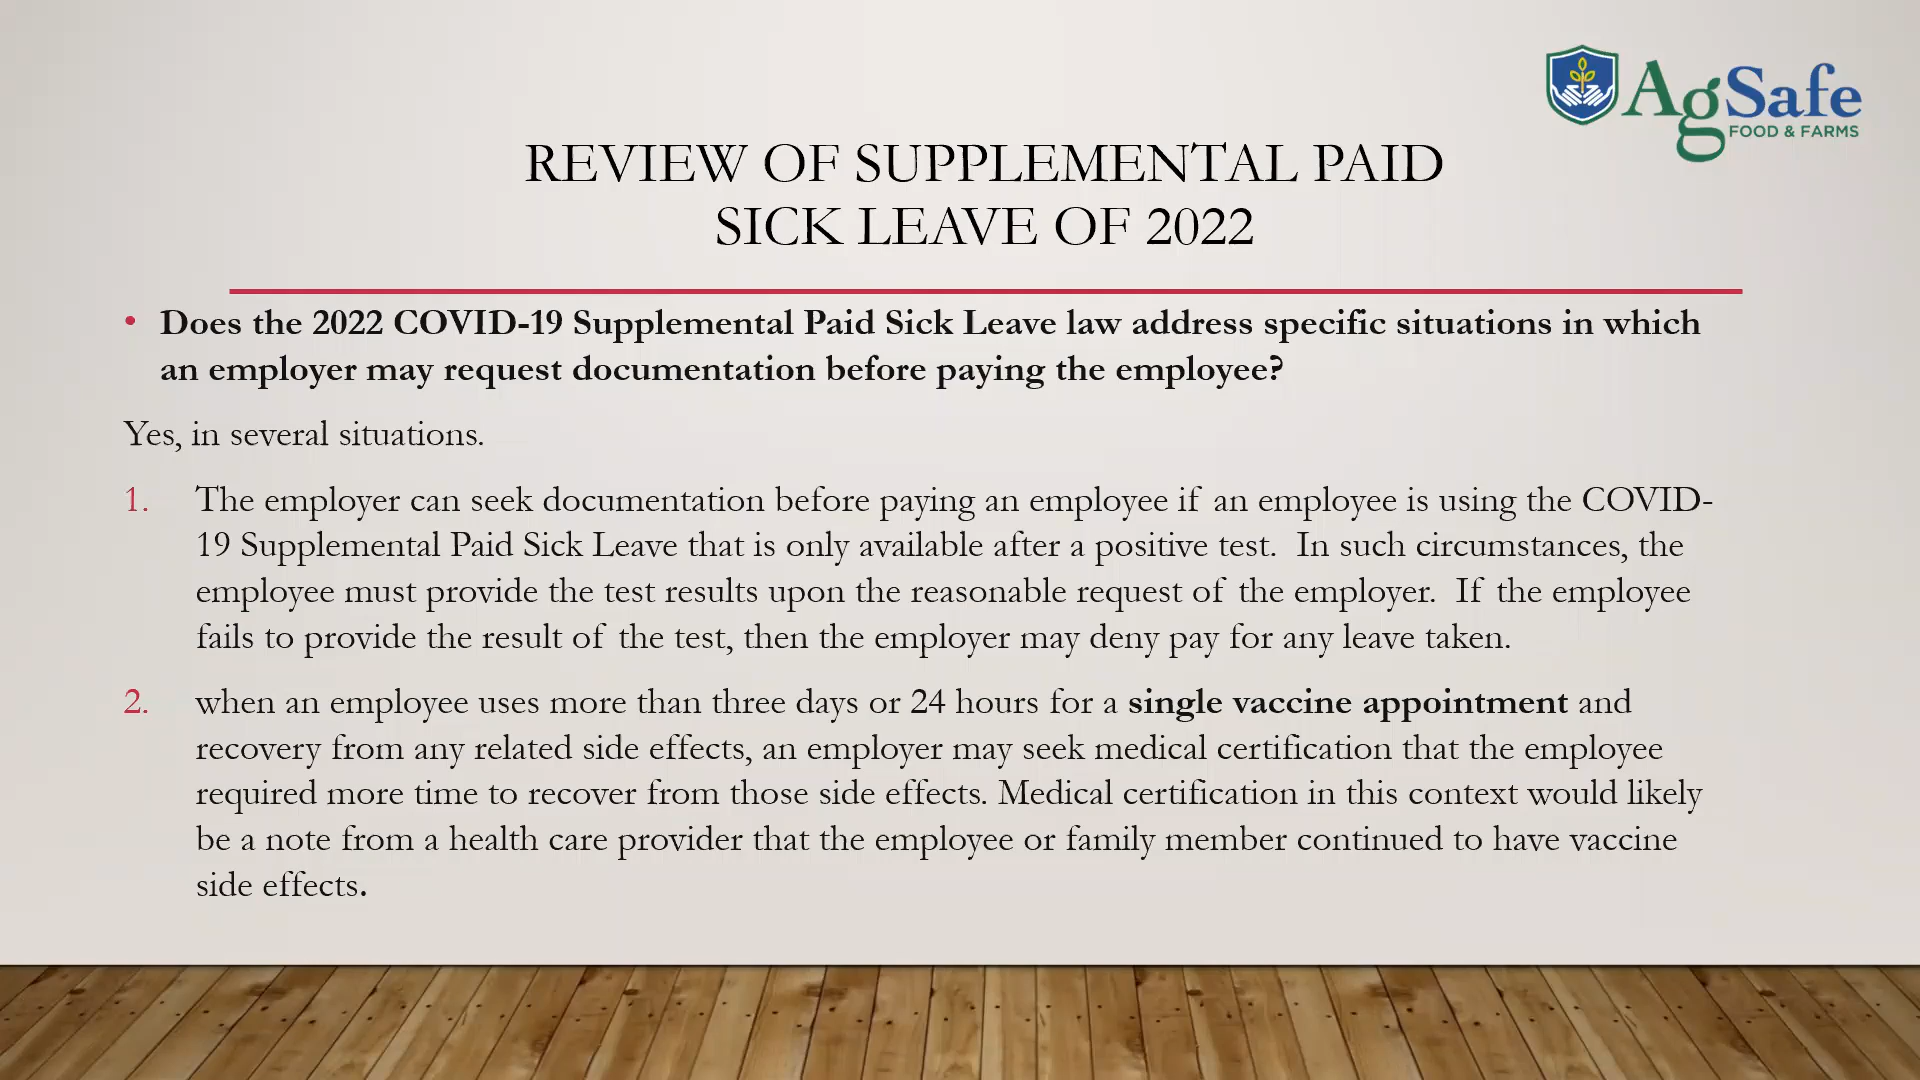 AgSafe
FOOD & FARMS
REVIEW OF SUPPLEMENTAL PAID
SICK LEAVE OF 2022
• Does the 2022 COVID-19 Supplemental Paid Sick Leave law address specific situations in which
an employer may request documentation before paying the employee?
Yes, in several situations.
1. The employer can seek documentation before paying an employee if an employee is using the COVID-
19 Supplemental Paid Sick Leave that is only available after a positive test. In such circumstances, the
employee must provide the test results upon the reasonable request of the employer. If the employee
fails to provide the result of the test, then the employer may deny pay for any leave taken.
2. when an employee uses more than three days or 24 hours for a single vaccine appointment and
recovery from any related side effects, an employer may seek medical certification that the employee
required more time to recover from those side effects. Medical certification in this context would likely
be a note from a health care provider that the employee or family member continued to have vaccine
side effects.